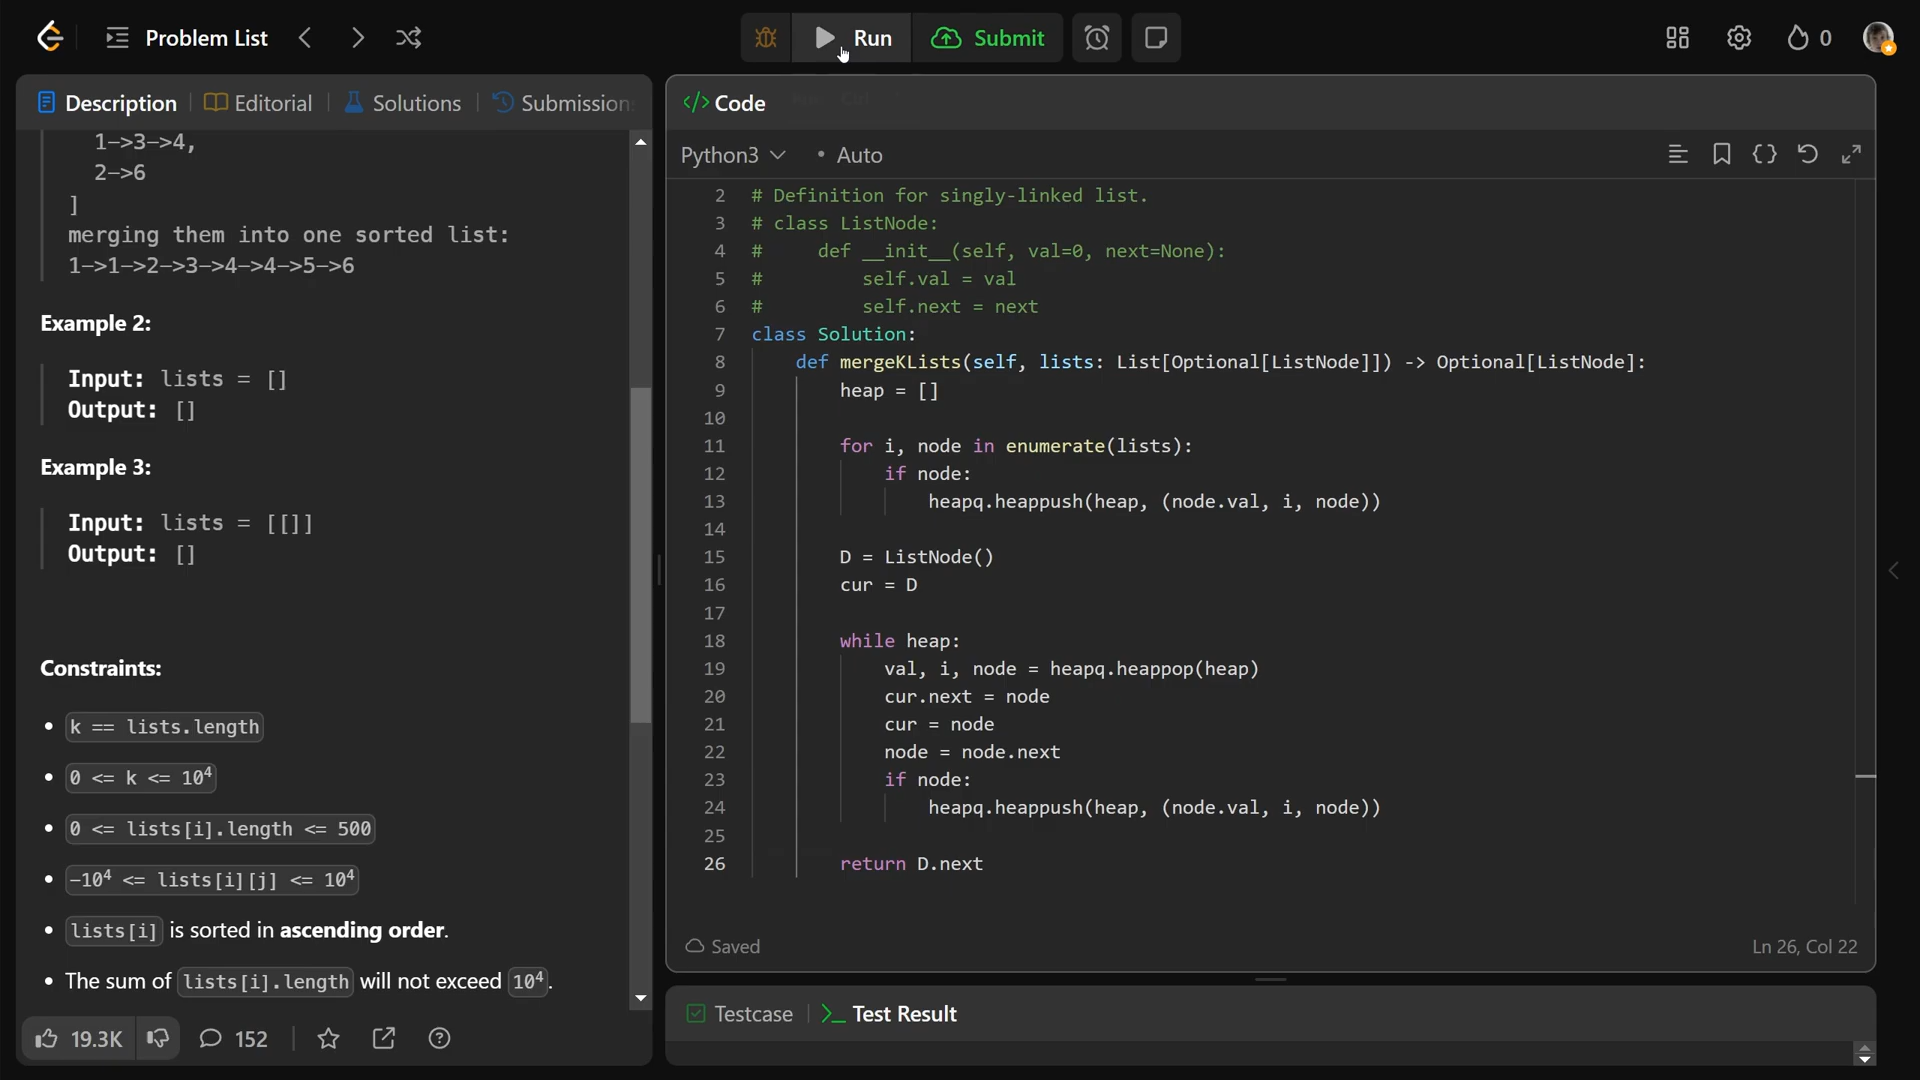 Problem List
Run
Submit
0
Description
Editorial
Solutions
Submission
1->3->4,
2->6
]
merging them into one sorted list:
1->1->2->3->4->4->5->6
Example 2:
Input: lists = []
Output: []
Example 3:
Input: lists = [[]]
Output: []
Constraints:
• k == lists.length
• 0 <= k <= 10⁴
• 0 <= lists[i].length <= 500
• -10⁴ <= lists[i][j] <= 10⁴
• lists[i] is sorted in ascending order.
• The sum of lists[i].length will not exceed 10⁴.
19.3K
152
</> Code
Python3
• Auto
2 # Definition for singly-linked list.
3 # class ListNode:
4 #     def __init__(self, val=0, next=None):
5 #         self.val = val
6 #         self.next = next
7 class Solution:
8     def mergeKLists(self, lists: List[Optional[ListNode]]) -> Optional[ListNode]:
9         heap = []
10
11         for i, node in enumerate(lists):
12             if node:
13                 heapq.heappush(heap, (node.val, i, node))
14
15         D = ListNode()
16         cur = D
17
18         while heap:
19             val, i, node = heapq.heappop(heap)
20             cur.next = node
21             cur = node
22             node = node.next
23             if node:
24                 heapq.heappush(heap, (node.val, i, node))
25
26         return D.next
Saved
Ln 26, Col 22
Testcase
>_ Test Result